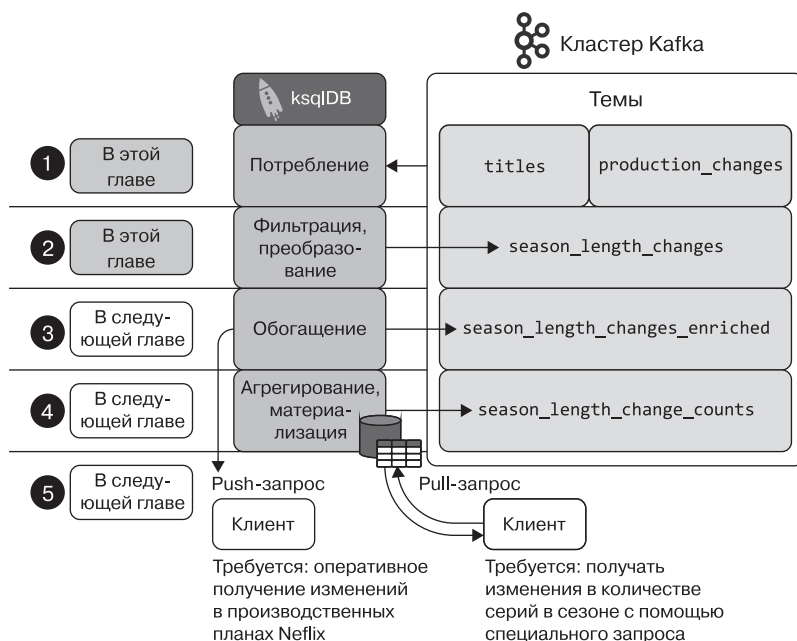 Кластер Kafka
ksqlDB
Темы
1
В этой
главе
Потребление
titles
production_changes
2
В этой
главе
Фильтрация,
преобразо-
вание
season_length_changes
3
В следу-
ющей главе
Обогащение
season_length_changes_enriched
4
В следу-
ющей главе
Агрегирование,
материа-
лизация
season_length_change_counts
5
В следу-
ющей главе
Push-запрос
Клиент
Требуется: оперативное
получение изменений
в производственных
планах Neflix
Pull-запрос
Клиент
Требуется: получать
изменения в количестве
серий в сезоне с помощью
специального запроса